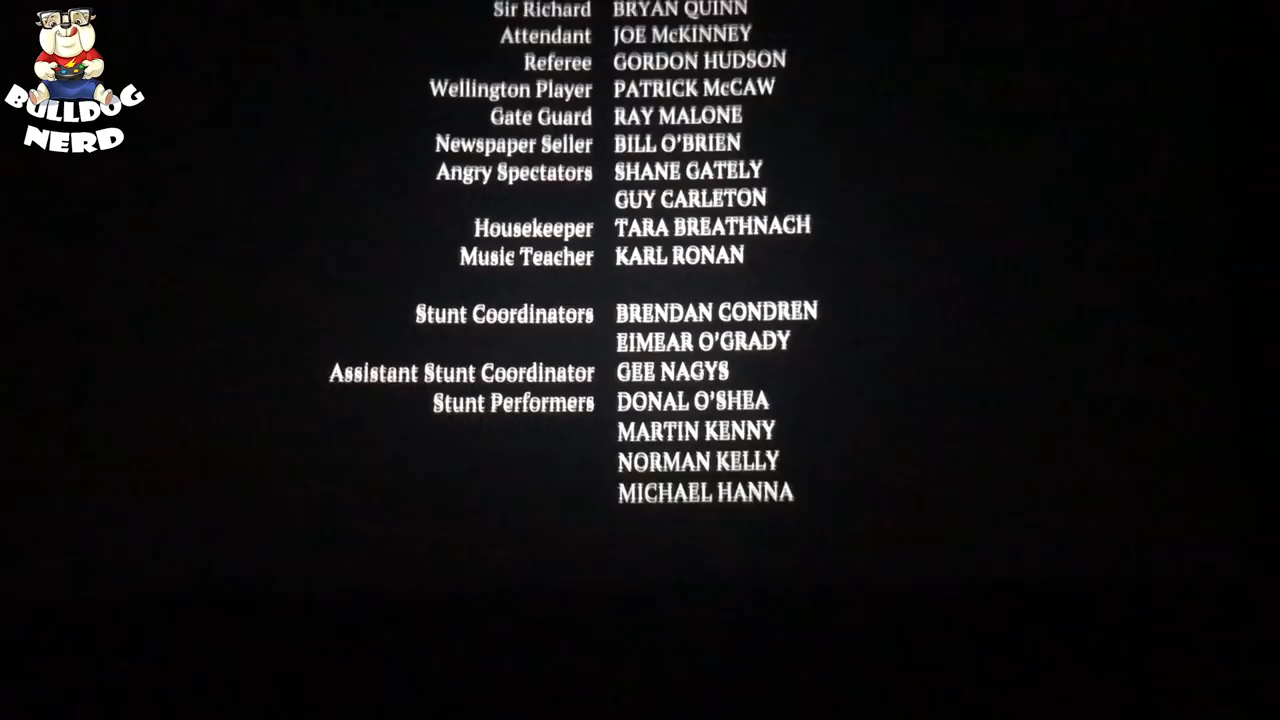 BULLDOG
NERD
Sir Richard BRYAN QUINN
Attendant JOE McKINNEY
Referee GORDON HUDSON
Wellington Player PATRICK McCAW
Gate Guard RAY MALONE
Newspaper Seller BILL O'BRIEN
Angry Spectators SHANE GATELY
GUY CARLETON
Housekeeper TARA BREATHNACH
Music Teacher KARL RONAN
Stunt Coordinators BRENDAN CONDREN
EIMEAR O'GRADY
Assistant Stunt Coordinator GEE NAGYS
Stunt Performers DONAL O'SHEA
MARTIN KENNY
NORMAN KELLY
MICHAEL HANNA